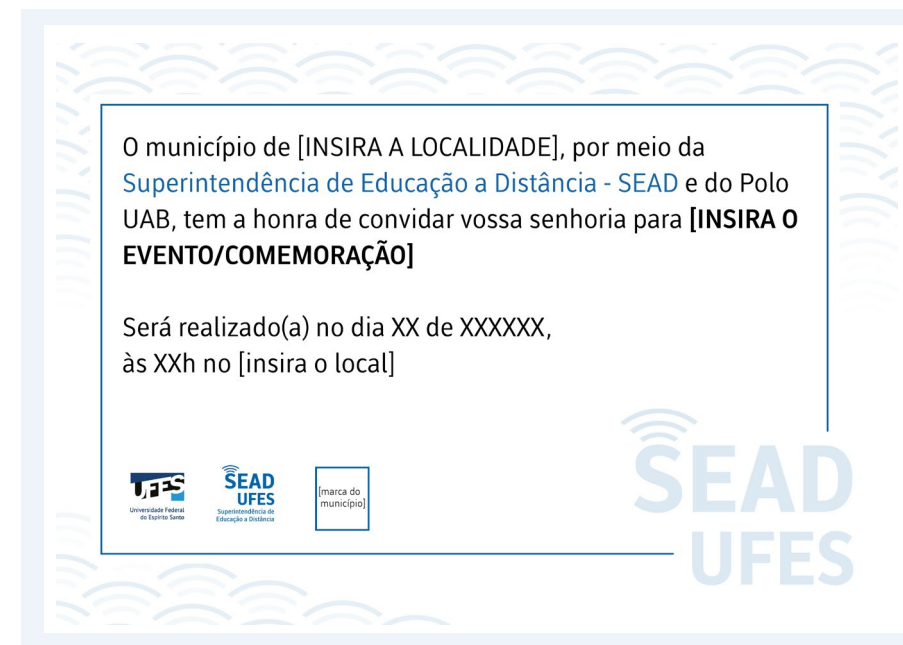 O município de [INSIRA A LOCALIDADE], por meio da
Superintendência de Educação a Distância - SEAD e do Polo
UAB, tem a honra de convidar vossa senhoria para [INSIRA O
EVENTO/COMEMORAÇÃO]
Será realizado(a) no dia XX de XXXXXX,
às XXh no [insira o local]
UFES
Universidade Federal
do Espírito Santo
SEAD
UFES
Superintendência de
Educação a Distância
[marca do
município]
SEAD
UFES